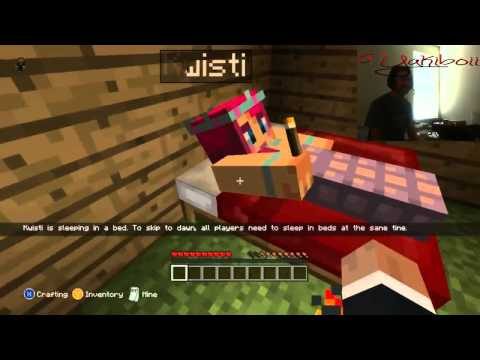 Kwisti
Yakiboii
Kwisti is sleeping in a bed. To skip to dawn, all players need to sleep in beds at the same time.
X Crafting Y Inventory Mine